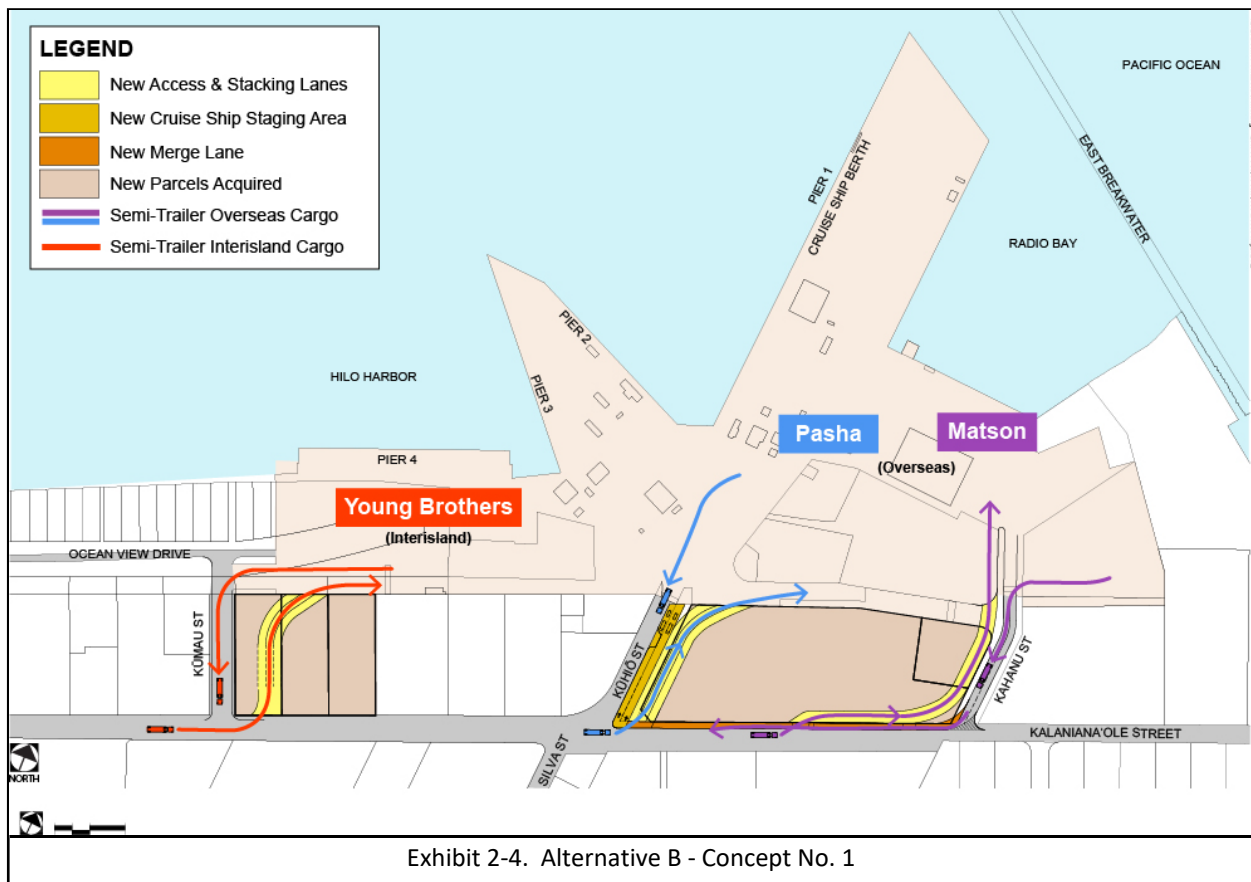 LEGEND
New Access & Stacking Lanes
New Cruise Ship Staging Area
New Merge Lane
New Parcels Acquired
Semi-Trailer Overseas Cargo
Semi-Trailer Interisland Cargo
PACIFIC OCEAN
EAST BREAKWATER
PIER 1
CRUISE SHIP BERTH
RADIO BAY
PIER 2
HILO HARBOR
PIER 3
Pasha
Matson
(Overseas)
PIER 4
Young Brothers
(Interisland)
OCEAN VIEW DRIVE
KŪMAU ST
KŪHIŌ ST
KAHANU ST
KALANIANA'OLE STREET
SILVA ST
NORTH
Exhibit 2-4. Alternative B - Concept No. 1